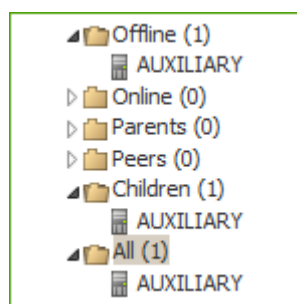 Offline (1)
AUXILIARY
Online (0)
Parents (0)
Peers (0)
Children (1)
AUXILIARY
All (1)
AUXILIARY